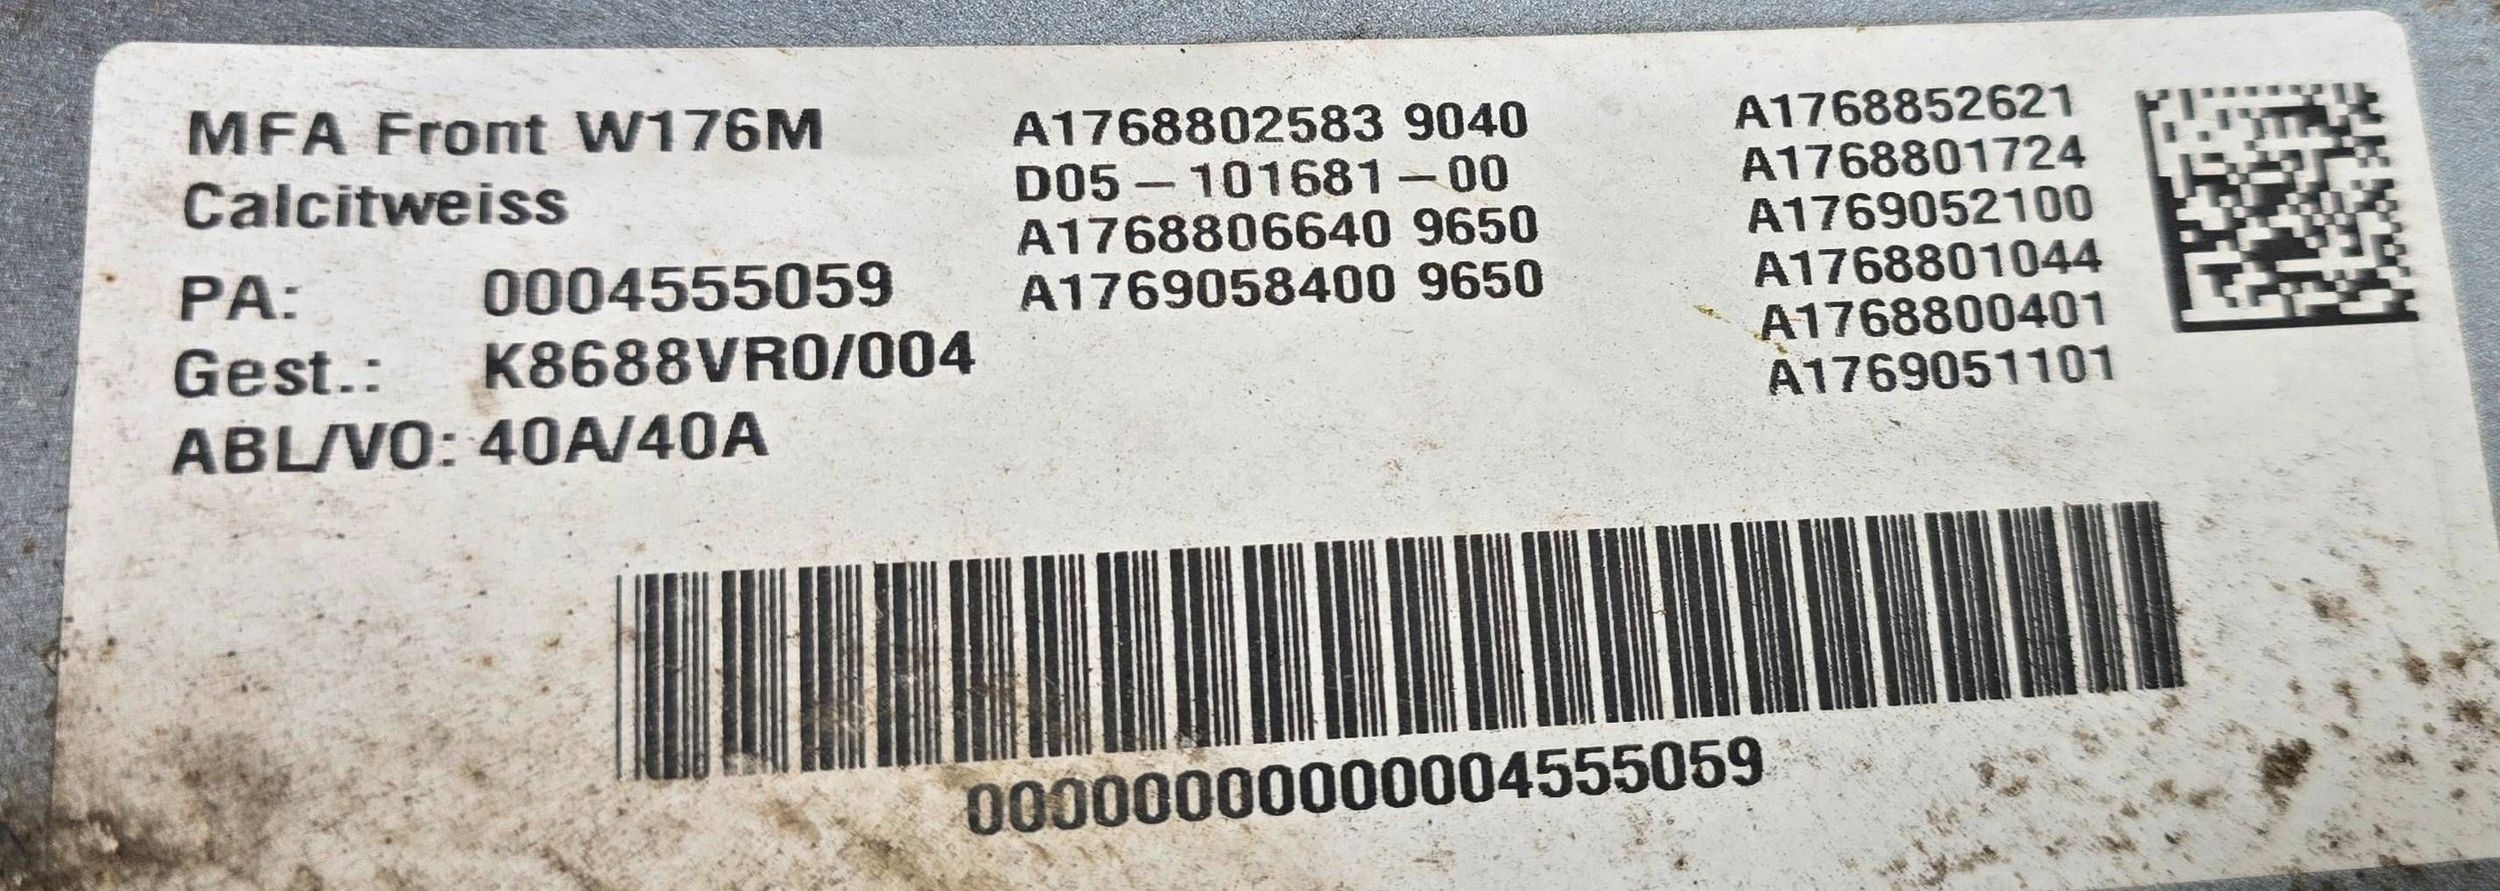 MFA Front W176M
Calcitweiss
PA: 0004555059
Gest.: K8688VR0/004
ABL/VO: 40A/40A
A1768802583 9040
D05-101681-00
A1768806640 9650
A1769058400 9650
A1768852621
A1768801724
A1769052100
A1768801044
A1768800401
A1769051101
00000000000004555059